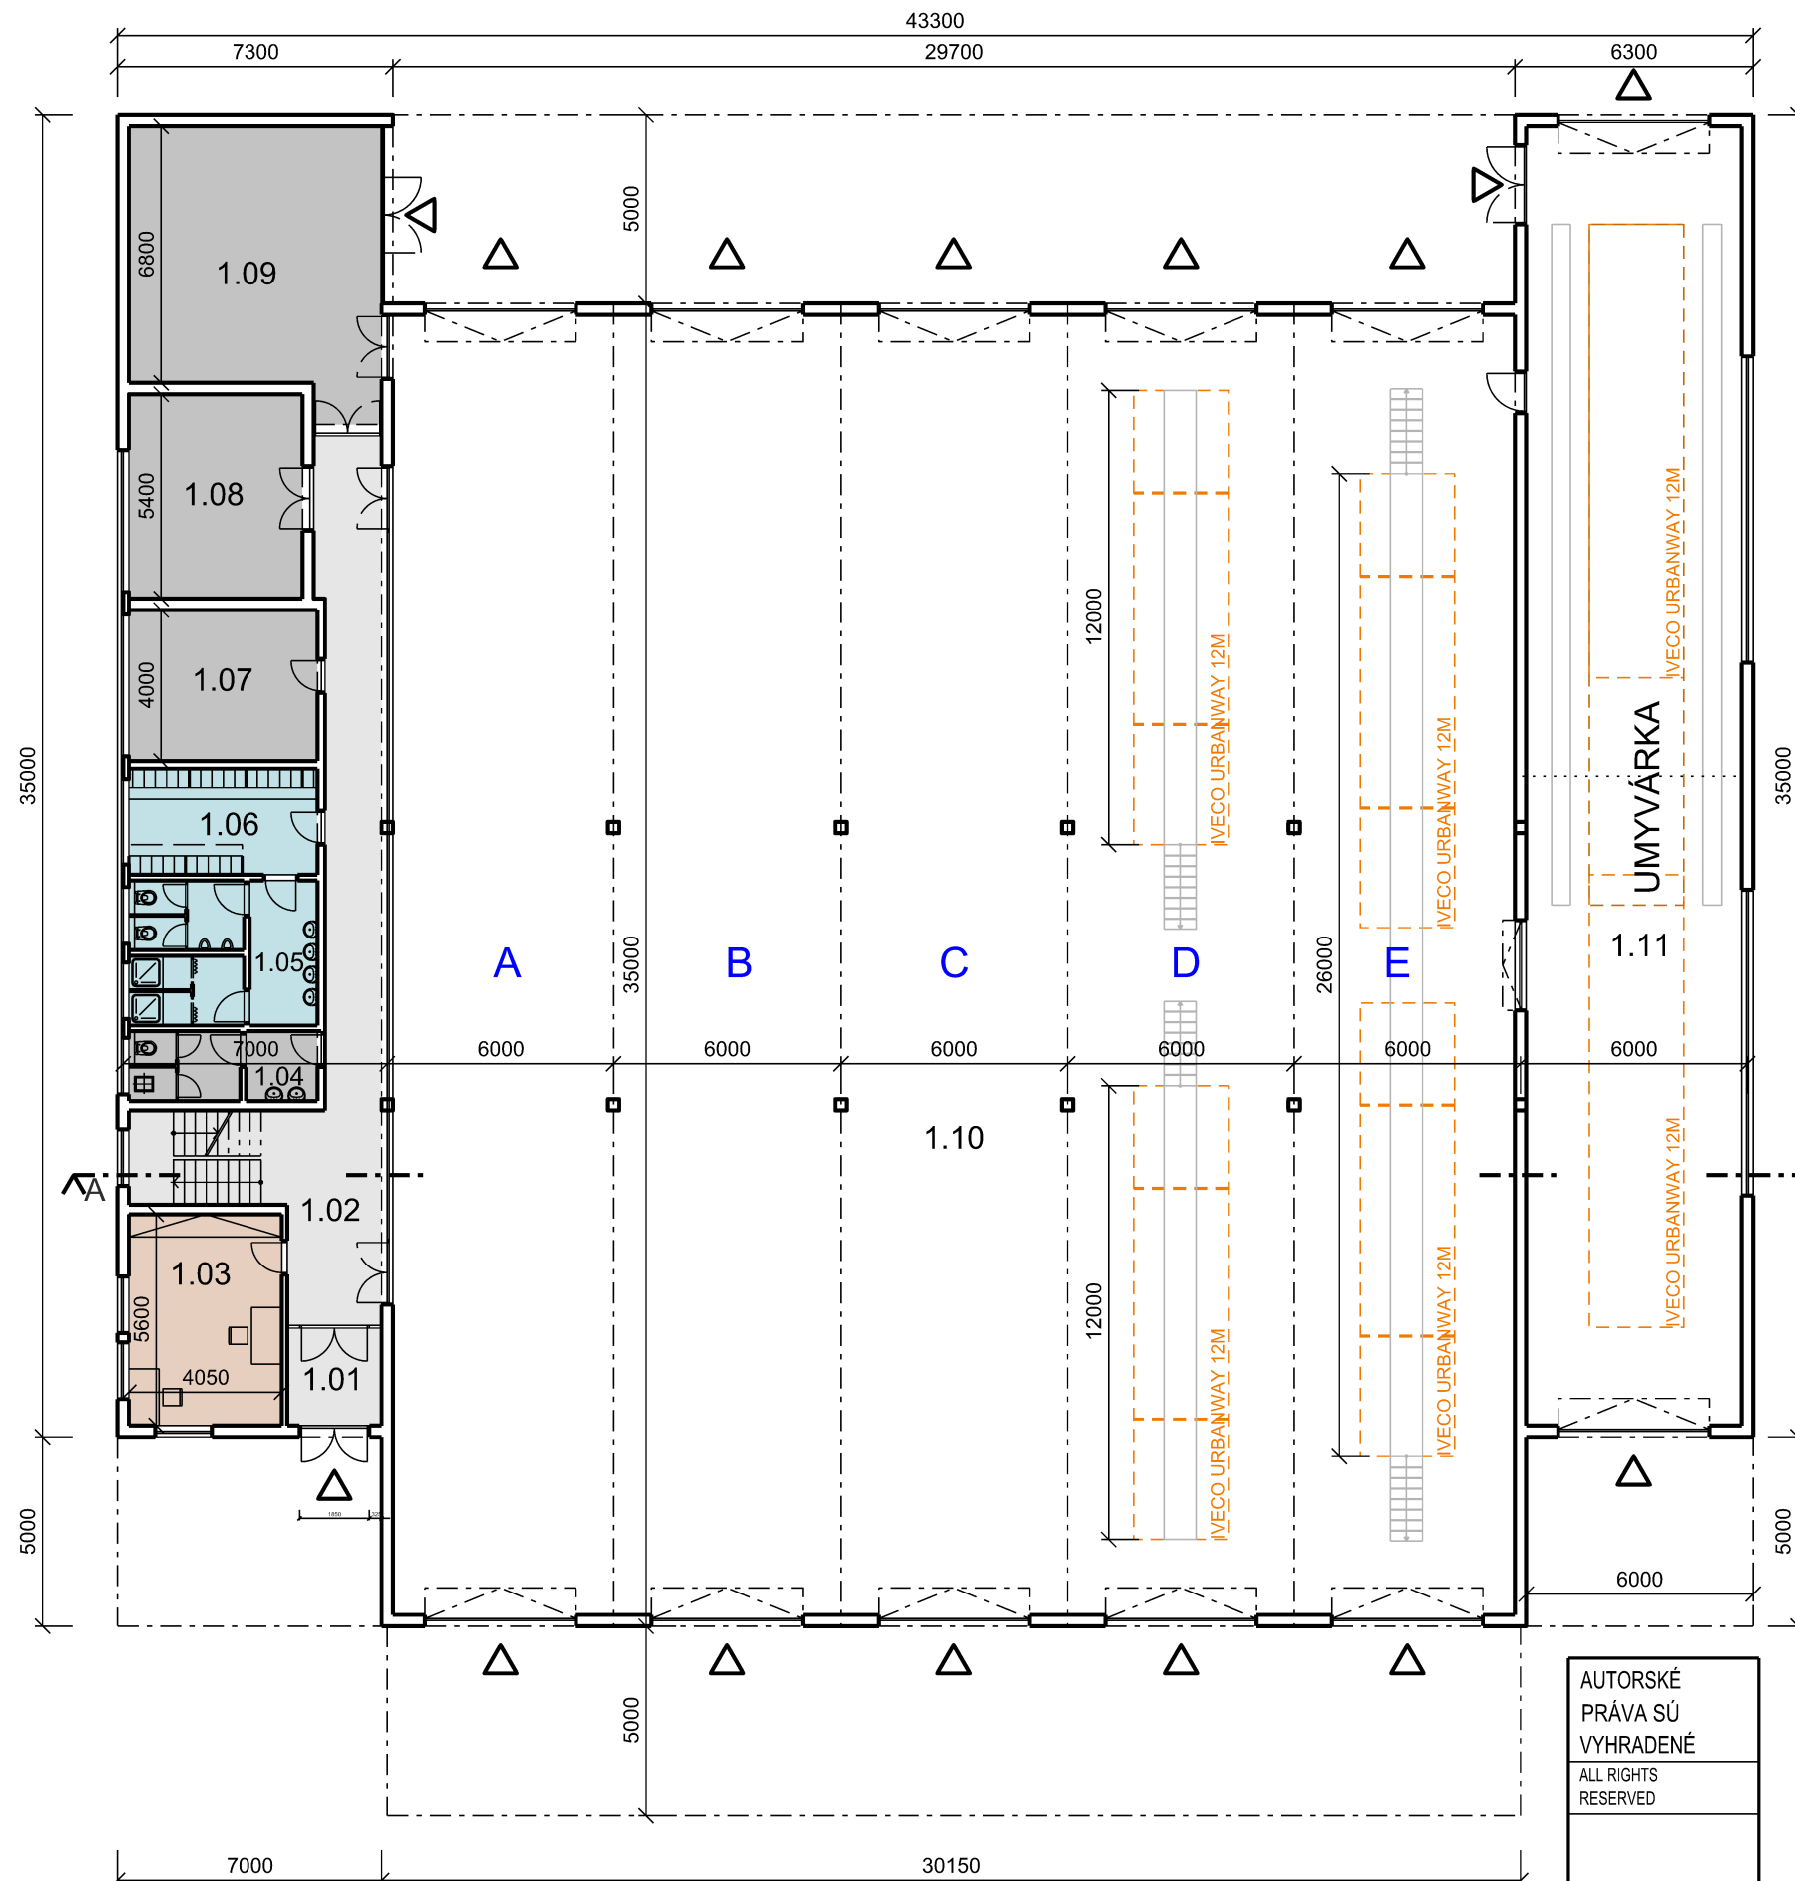 43300
7300
29700
6300
5000
6800
1.09
5400
1.08
12000
IVECO URBANWAY 12M
IVECO URBANWAY 12M
IVECO URBANWAY 12M
4000
1.07
35000
35000
UMYVÁRKA
1.06
1.05
A
B
C
D
E
35000
26000
1.11
7000
6000
6000
6000
6000
6000
6000
1.04
1.10
A
1.02
1.03
5600
4050
1.01
12000
IVECO URBANWAY 12M
IVECO URBANWAY 12M
IVECO URBANWAY 12M
1850
5000
5000
6000
5000
AUTORSKÉ
PRÁVA SÚ
VYHRADENÉ
ALL RIGHTS
RESERVED
7000
30150